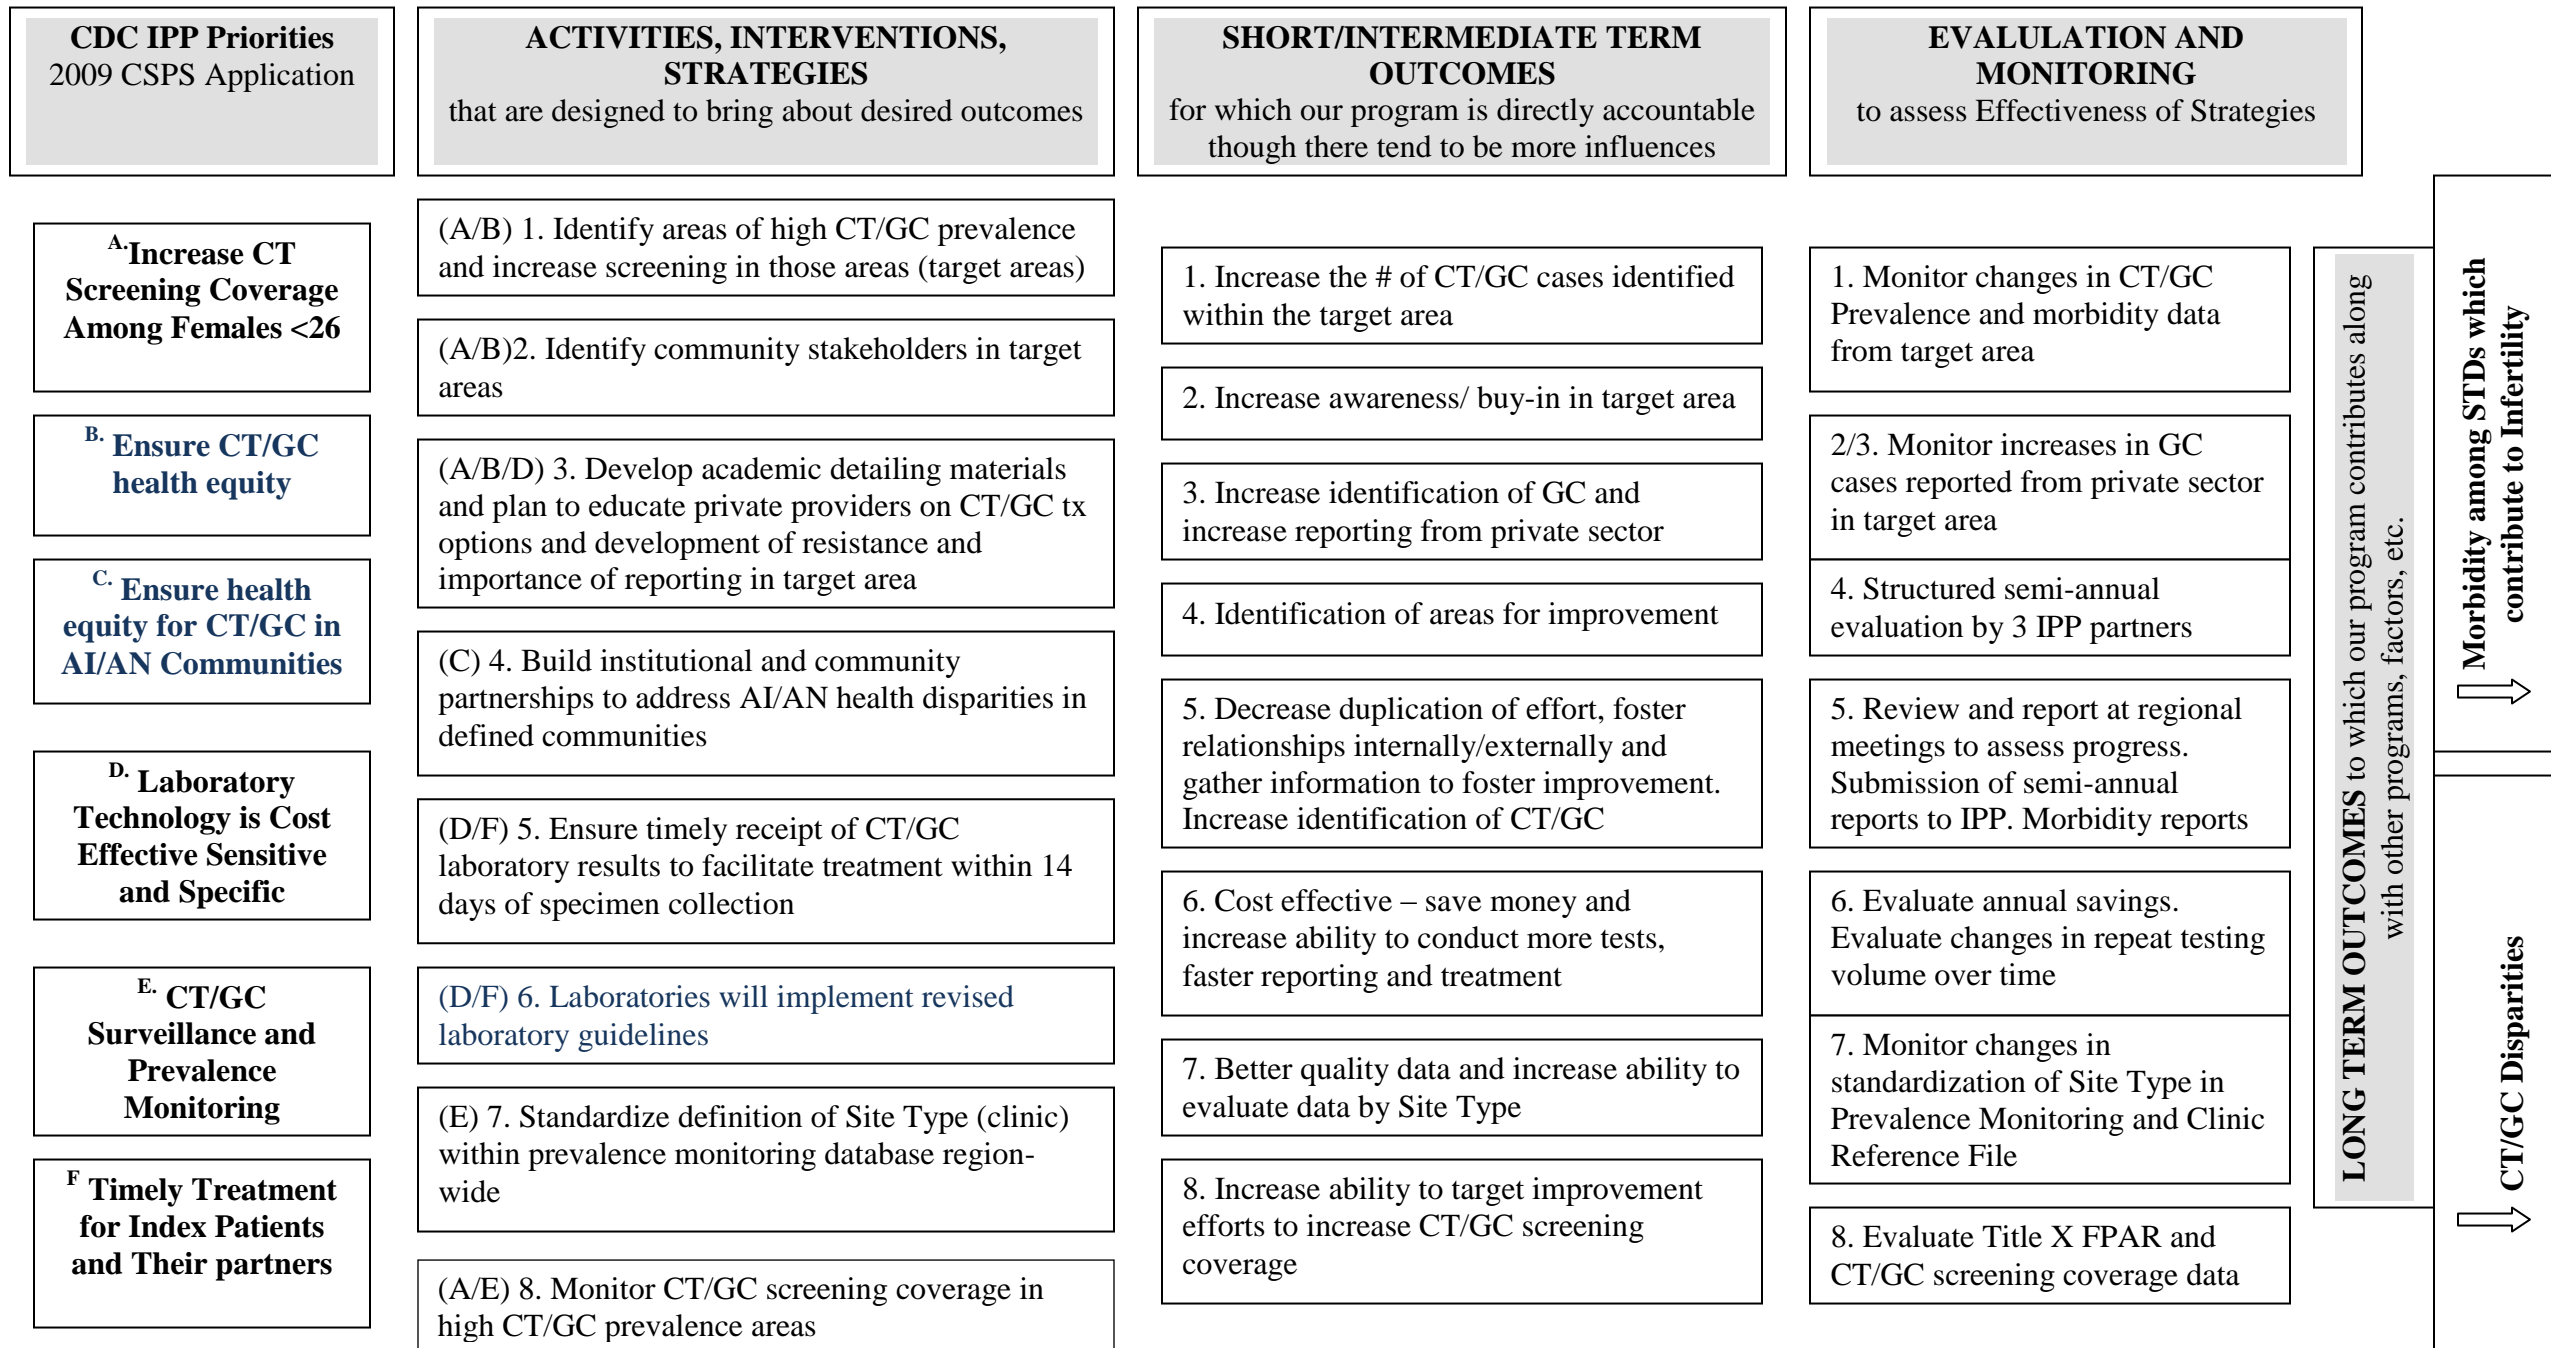 CDC IPP Priorities
2009 CSPS Application
ACTIVITIES, INTERVENTIONS,
STRATEGIES
that are designed to bring about desired outcomes
SHORT/INTERMEDIATE TERM
OUTCOMES
for which our program is directly accountable
though there tend to be more influences
EVALULATION AND
MONITORING
to assess Effectiveness of Strategies
A.Increase CT
Screening Coverage
Among Females <26
B. Ensure CT/GC
health equity
C. Ensure health
equity for CT/GC in
AI/AN Communities
D. Laboratory
Technology is Cost
Effective Sensitive
and Specific
E. CT/GC
Surveillance and
Prevalence
Monitoring
F Timely Treatment
for Index Patients
and Their partners
(A/B) 1. Identify areas of high CT/GC prevalence
and increase screening in those areas (target areas)
(A/B)2. Identify community stakeholders in target
areas
(A/B/D) 3. Develop academic detailing materials
and plan to educate private providers on CT/GC tx
options and development of resistance and
importance of reporting in target area
(C) 4. Build institutional and community
partnerships to address AI/AN health disparities in
defined communities
(D/F) 5. Ensure timely receipt of CT/GC
laboratory results to facilitate treatment within 14
days of specimen collection
(D/F) 6. Laboratories will implement revised
laboratory guidelines
(E) 7. Standardize definition of Site Type (clinic)
within prevalence monitoring database region-
wide
(A/E) 8. Monitor CT/GC screening coverage in
high CT/GC prevalence areas
1. Increase the # of CT/GC cases identified
within the target area
2. Increase awareness/ buy-in in target area
3. Increase identification of GC and
increase reporting from private sector
4. Identification of areas for improvement
5. Decrease duplication of effort, foster
relationships internally/externally and
gather information to foster improvement.
Increase identification of CT/GC
6. Cost effective – save money and
increase ability to conduct more tests,
faster reporting and treatment
7. Better quality data and increase ability to
evaluate data by Site Type
8. Increase ability to target improvement
efforts to increase CT/GC screening
coverage
1. Monitor changes in CT/GC
Prevalence and morbidity data
from target area
2/3. Monitor increases in GC
cases reported from private sector
in target area
4. Structured semi-annual
evaluation by 3 IPP partners
5. Review and report at regional
meetings to assess progress.
Submission of semi-annual
reports to IPP. Morbidity reports
6. Evaluate annual savings.
Evaluate changes in repeat testing
volume over time
7. Monitor changes in
standardization of Site Type in
Prevalence Monitoring and Clinic
Reference File
8. Evaluate Title X FPAR and
CT/GC screening coverage data
LONG TERM OUTCOMES to which our program contributes along
with other programs, factors, etc.
Morbidity among STDs which
contribute to Infertility
CT/GC Disparities